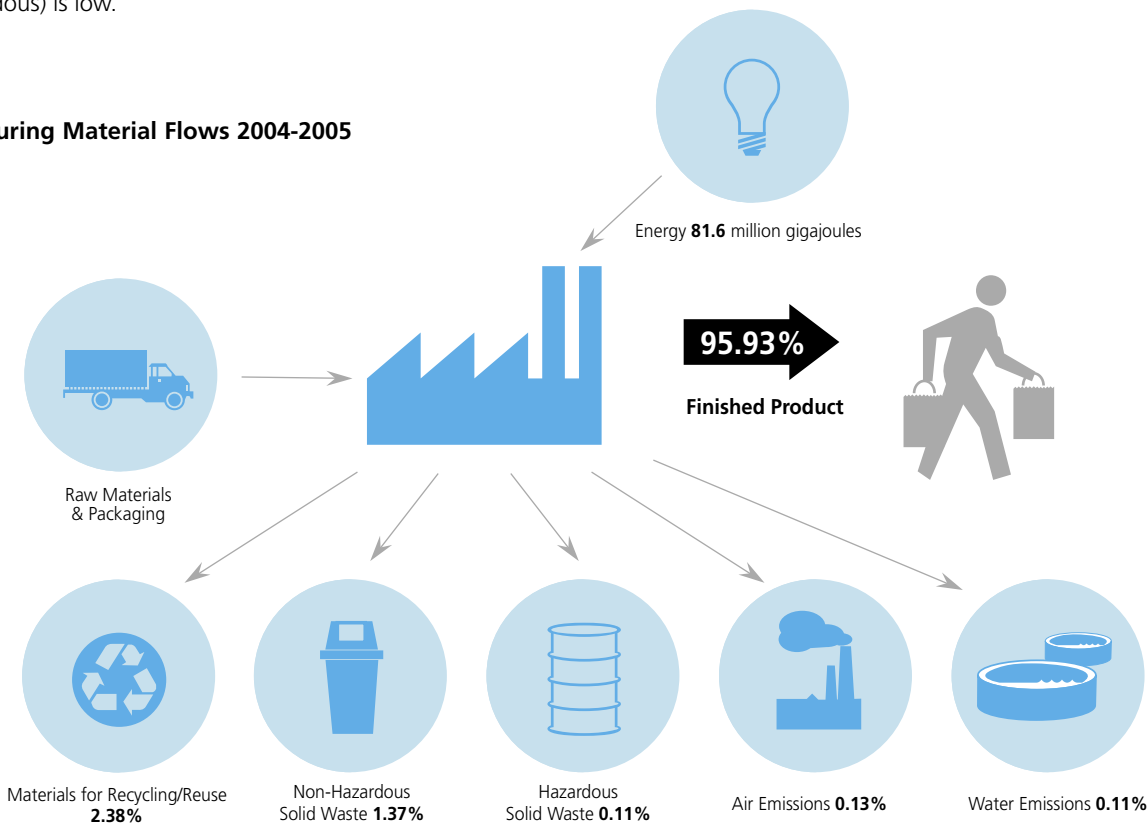 is low.
Material Flows 2004-2005
Energy 81.6 million gigajoules
95.93%
Finished Product
Raw Materials
& Packaging
Materials for Recycling/Reuse
2.38%
Non-Hazardous
Solid Waste 1.37%
Hazardous
Solid Waste 0.11%
Air Emissions 0.13%
Water Emissions 0.11%